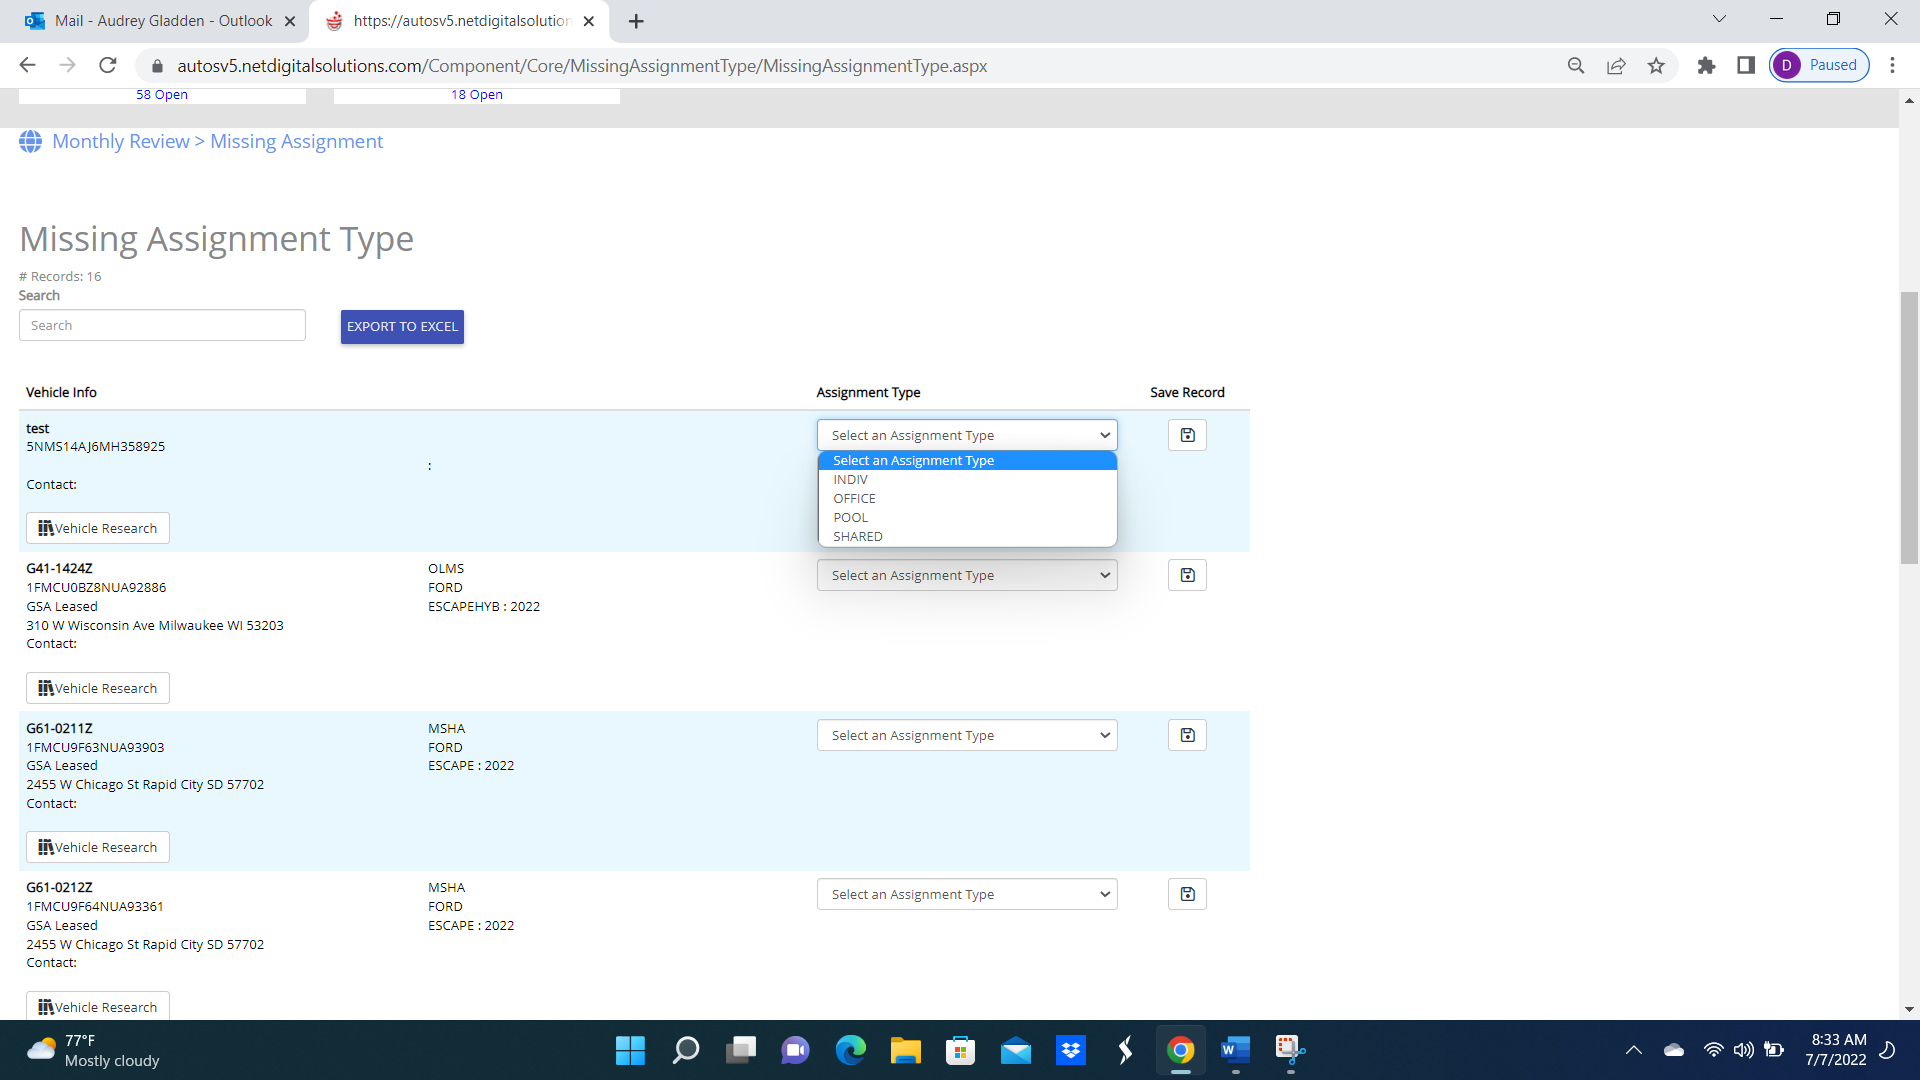 Mail - Audrey Gladden - Outlook
https://autosv5.netdigitalsolution
autosv5.netdigitalsolutions.com/Component/Core/MissingAssignmentType/MissingAssignmentType.aspx
D Paused
58 Open
18 Open
Monthly Review > Missing Assignment
Missing Assignment Type
# Records: 16
Search
Search
EXPORT TO EXCEL
Vehicle Info Assignment Type Save Record
test
5NMS14AJ6MH358925
:
Contact:
Vehicle Research
Select an Assignment Type
Select an Assignment Type
INDIV
OFFICE
POOL
SHARED
G41-1424Z OLMS Select an Assignment Type
1FMCU0BZ8NUA92886 FORD
GSA Leased ESCAPEHYB : 2022
310 W Wisconsin Ave Milwaukee WI 53203
Contact:
Vehicle Research
G61-0211Z MSHA Select an Assignment Type
1FMCU9F63NUA93903 FORD
GSA Leased ESCAPE : 2022
2455 W Chicago St Rapid City SD 57702
Contact:
Vehicle Research
G61-0212Z MSHA Select an Assignment Type
1FMCU9F64NUA93361 FORD
GSA Leased ESCAPE : 2022
2455 W Chicago St Rapid City SD 57702
Contact:
Vehicle Research
77°F
Mostly cloudy
W
8:33 AM
7/7/2022